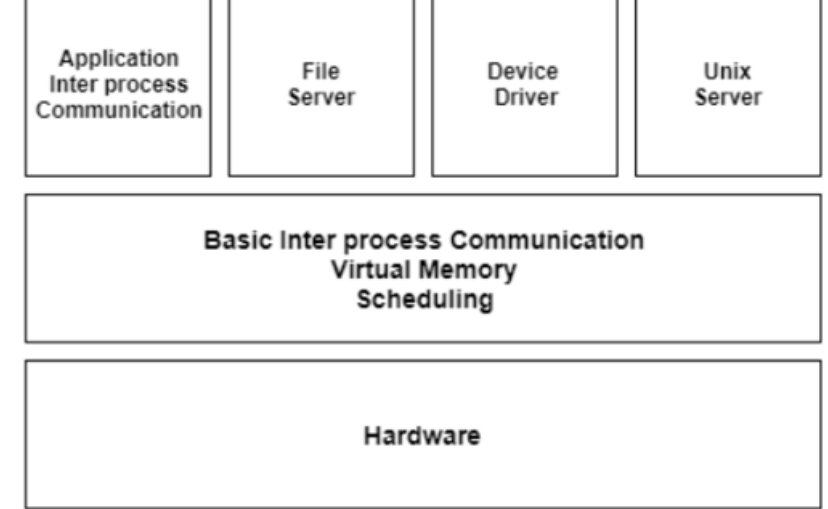 Application
Inter process
Communication
File
Server
Device
Driver
Unix
Server
Basic Inter process Communication
Virtual Memory
Scheduling
Hardware